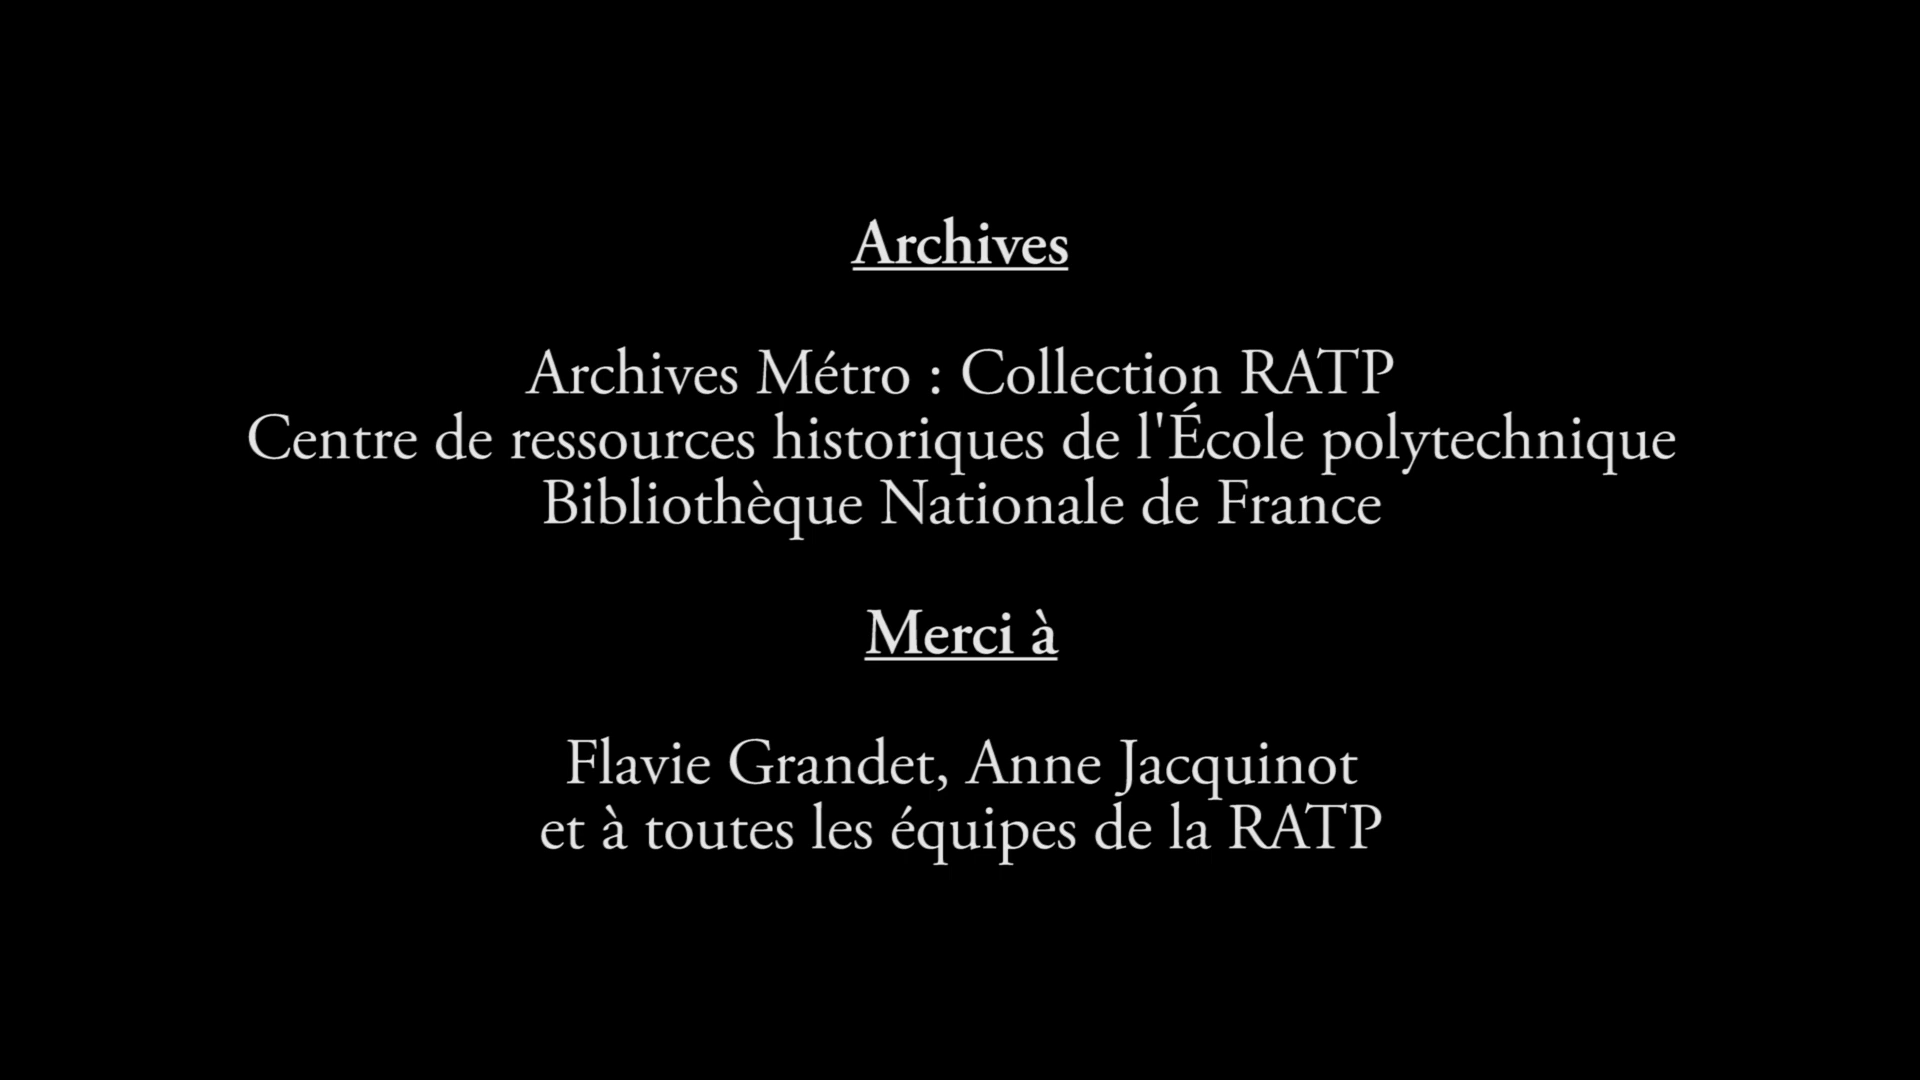 Archives
Archives Métro : Collection RATP
Centre de ressources historiques de l'École polytechnique
Bibliothèque Nationale de France
Merci à
Flavie Grandet, Anne Jacquinot
et à toutes les équipes de la RATP